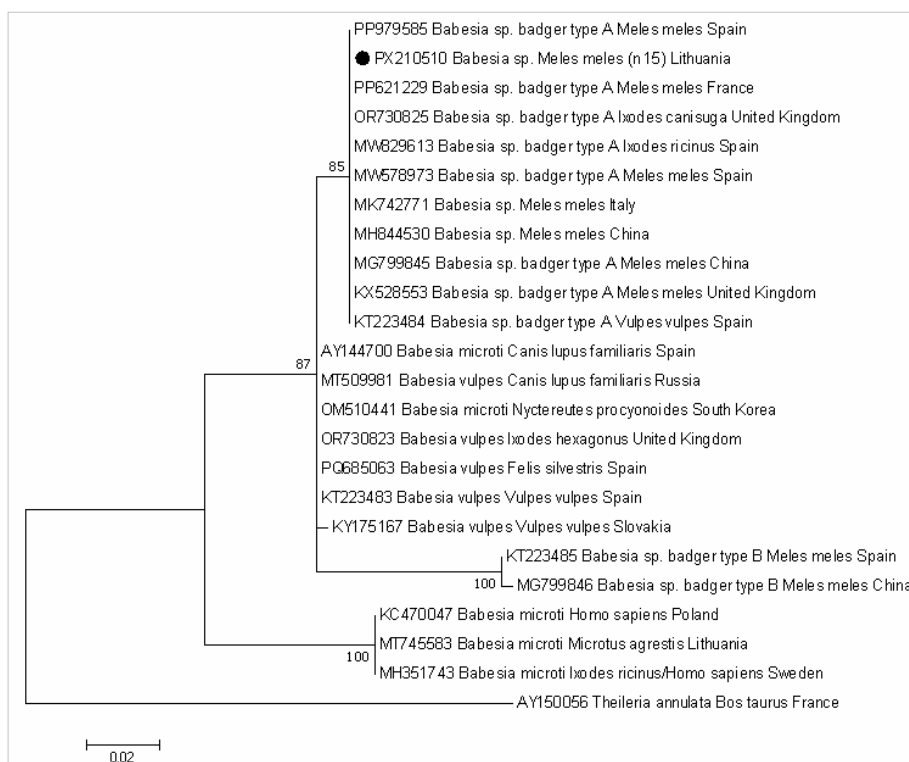 PP979585 Babesia sp. badger type A Meles meles Spain
PX210510 Babesia sp. Meles meles (n 15) Lithuania
PP621229 Babesia sp. badger type A Meles meles France
OR730825 Babesia sp. badger type A Ixodes canisuga United Kingdom
MW829613 Babesia sp. badger type A Ixodes ricinus Spain
85
MW578973 Babesia sp. badger type A Meles meles Spain
MK742771 Babesia sp. Meles meles Italy
MH844530 Babesia sp. Meles meles China
MG799845 Babesia sp. badger type A Meles meles China
KX528553 Babesia sp. badger type A Meles meles United Kingdom
KT223484 Babesia sp. badger type A Vulpes vulpes Spain
AY144700 Babesia microti Canis lupus familiaris Spain
87
MT509981 Babesia vulpes Canis lupus familiaris Russia
OM510441 Babesia microti Nyctereutes procyonoides South Korea
OR730823 Babesia vulpes Ixodes hexagonus United Kingdom
PQ685063 Babesia vulpes Felis silvestris Spain
KT223483 Babesia vulpes Vulpes vulpes Spain
KY175167 Babesia vulpes Vulpes vulpes Slovakia
KT223485 Babesia sp. badger type B Meles meles Spain
100
MG799846 Babesia sp. badger type B Meles meles China
KC470047 Babesia microti Homo sapiens Poland
MT745583 Babesia microti Microtus agrestis Lithuania
100
MH351743 Babesia microti Ixodes ricinus/Homo sapiens Sweden
AY150056 Theileria annulata Bos taurus France
0.02